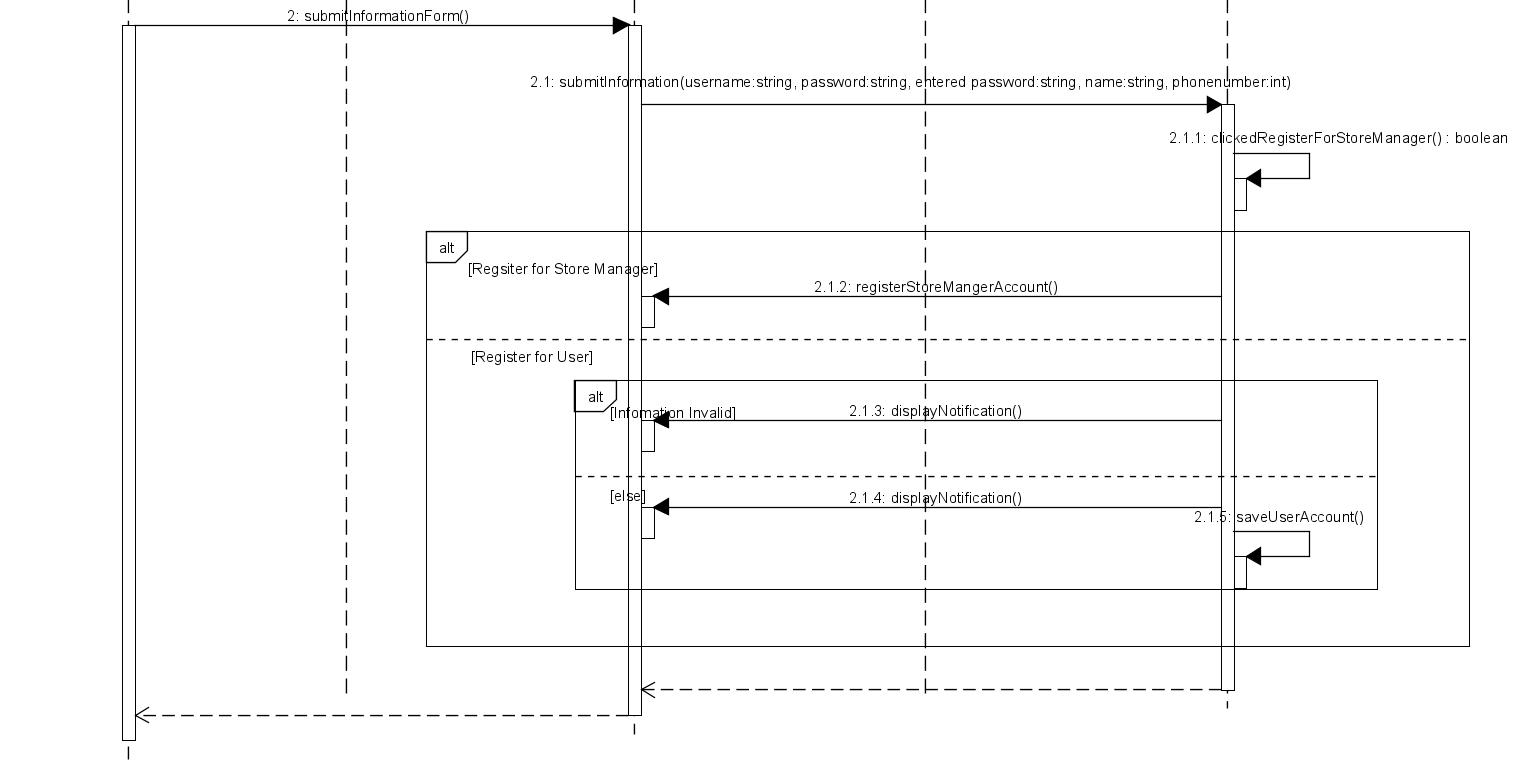 2: submitInformationForm()
2.1: submitInformation(username:string, password:string, entered password:string, name:string, phonenumber:int)
2.1.1: clickedRegisterForStoreManager() : boolean
alt
[Regsiter for Store Manager]
2.1.2: registerStoreMangerAccount()
[Register for User]
alt
[Infomation Invalid]
2.1.3: displayNotification()
[else]
2.1.4: displayNotification()
2.1.5: saveUserAccount()